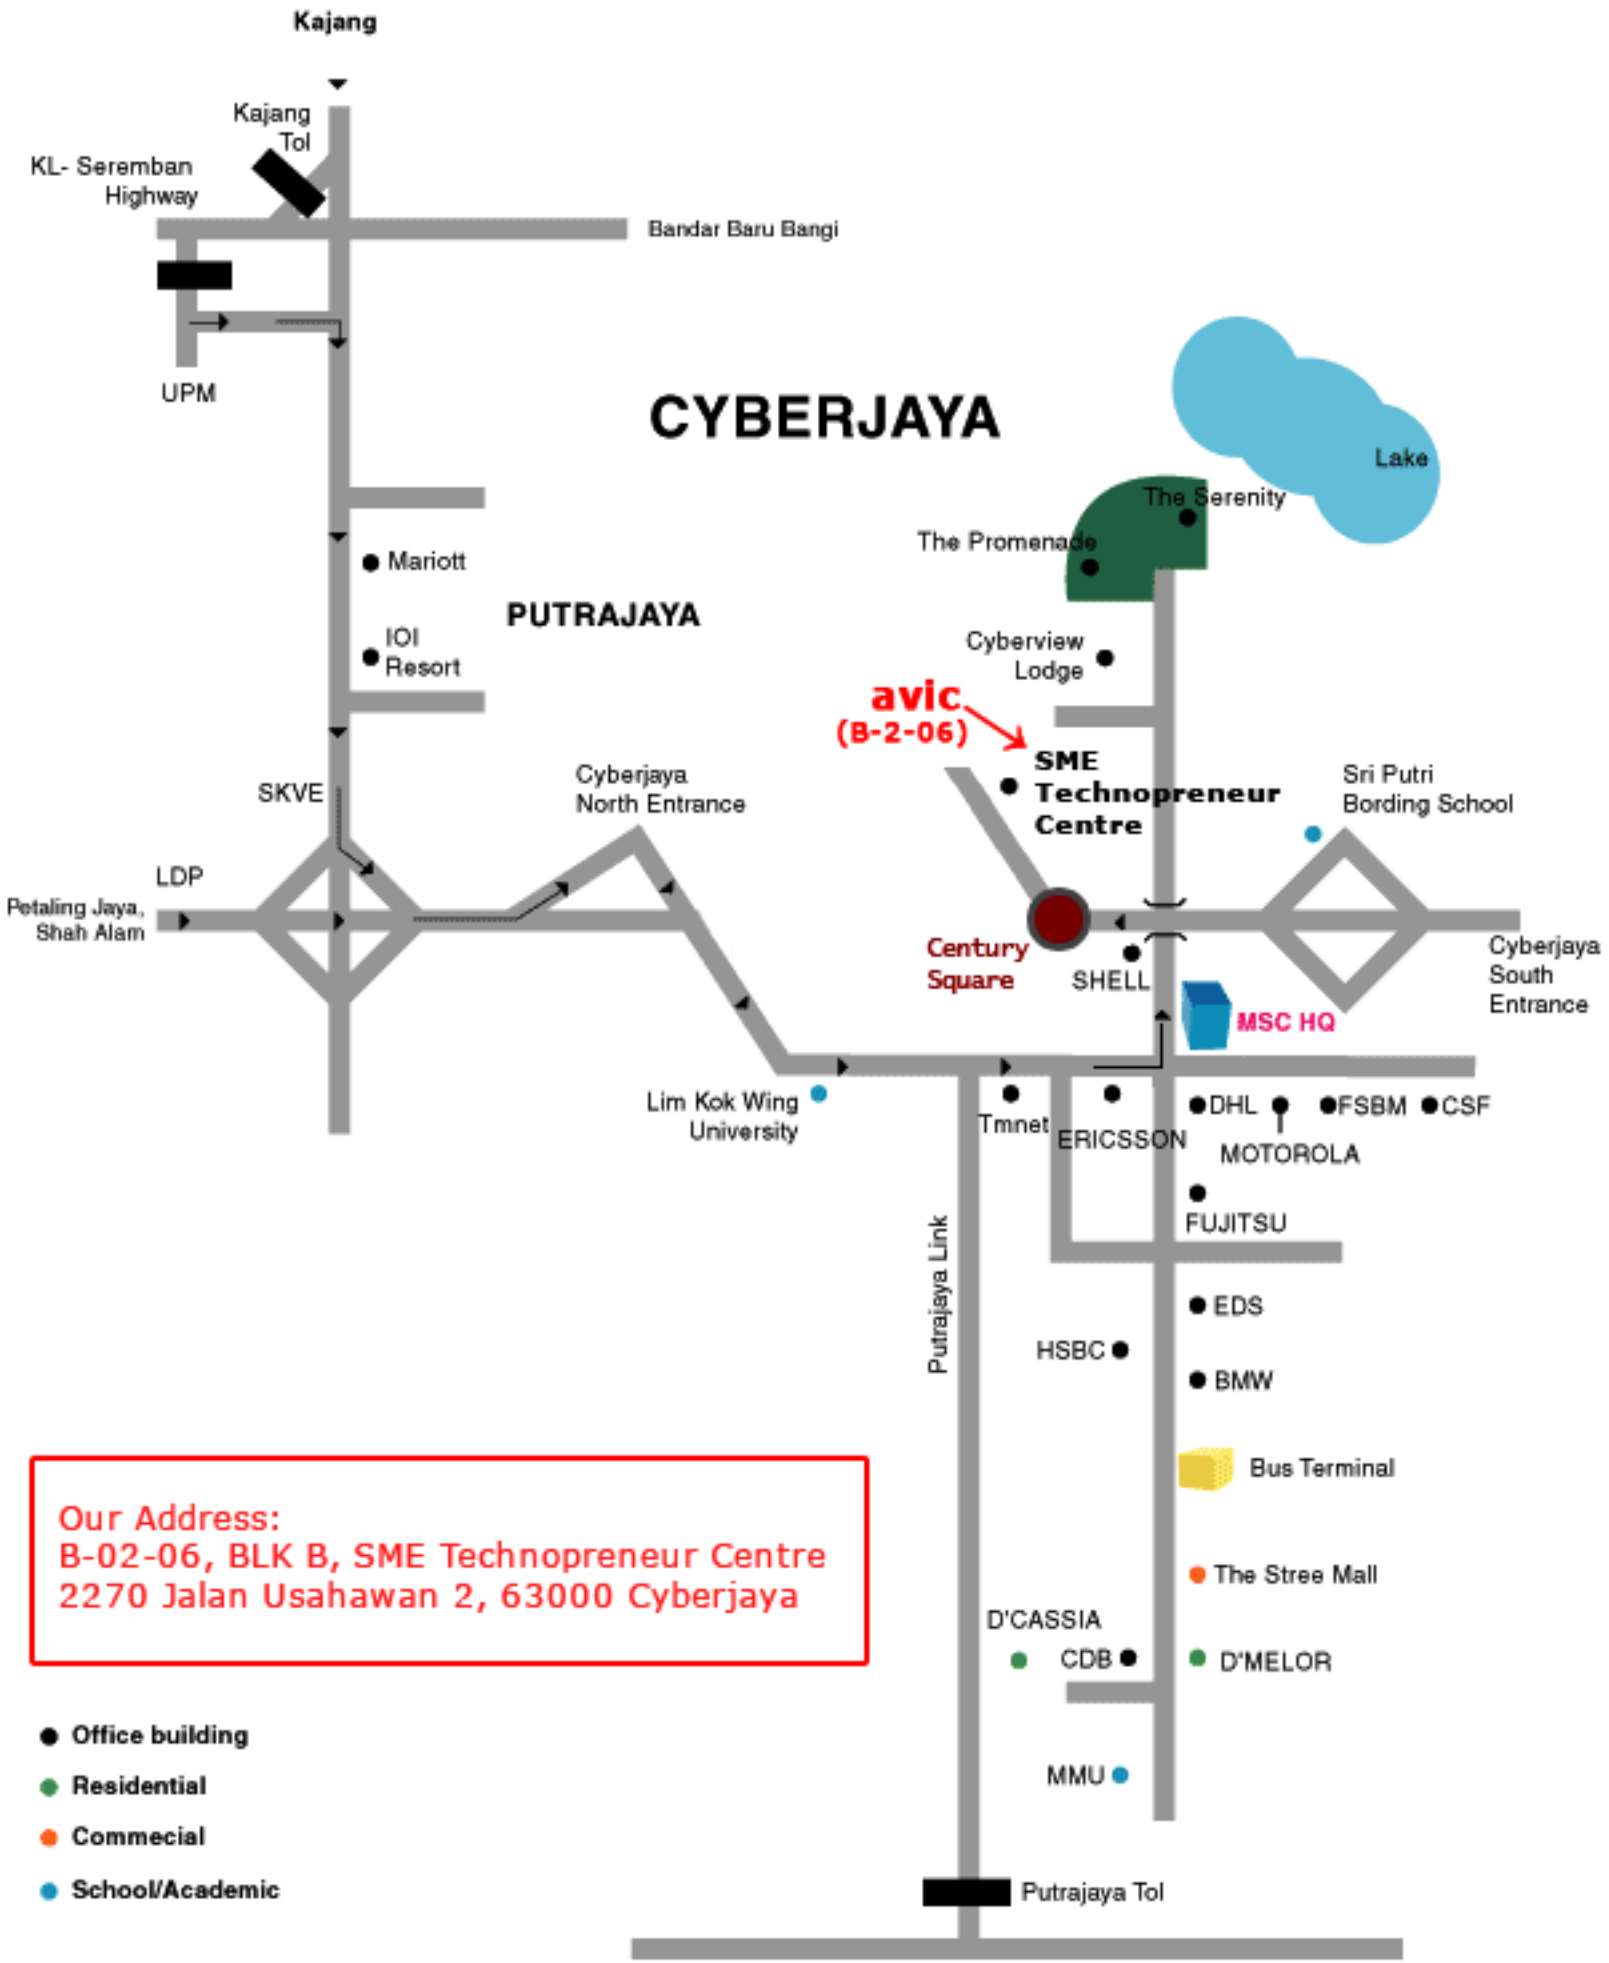 Kajang
Kajang
Tol
KL- Seremban
Highway
Bandar Baru Bangi
UPM
CYBERJAYA
Lake
The Serenity
The Promenade
Mariott
PUTRAJAYA
IOI
Resort
Cyberview
Lodge
avic
(B-2-06)
SME
Technopreneur
Centre
SKVE
Cyberjaya
North Entrance
Sri Putri
Bording School
LDP
Petaling Jaya,
Shah Alam
Century
Square
SHELL
Cyberjaya
South
Entrance
MSC HQ
Lim Kok Wing
University
Tmnet
ERICSSON
DHL
FSBM
CSF
MOTOROLA
FUJITSU
Putrajaya Link
EDS
HSBC
BMW
Bus Terminal
Our Address:
B-02-06, BLK B, SME Technopreneur Centre
2270 Jalan Usahawan 2, 63000 Cyberjaya
The Stree Mall
D'CASSIA
CDB
D'MELOR
MMU
Office building
Residential
Commecial
School/Academic
Putrajaya Tol